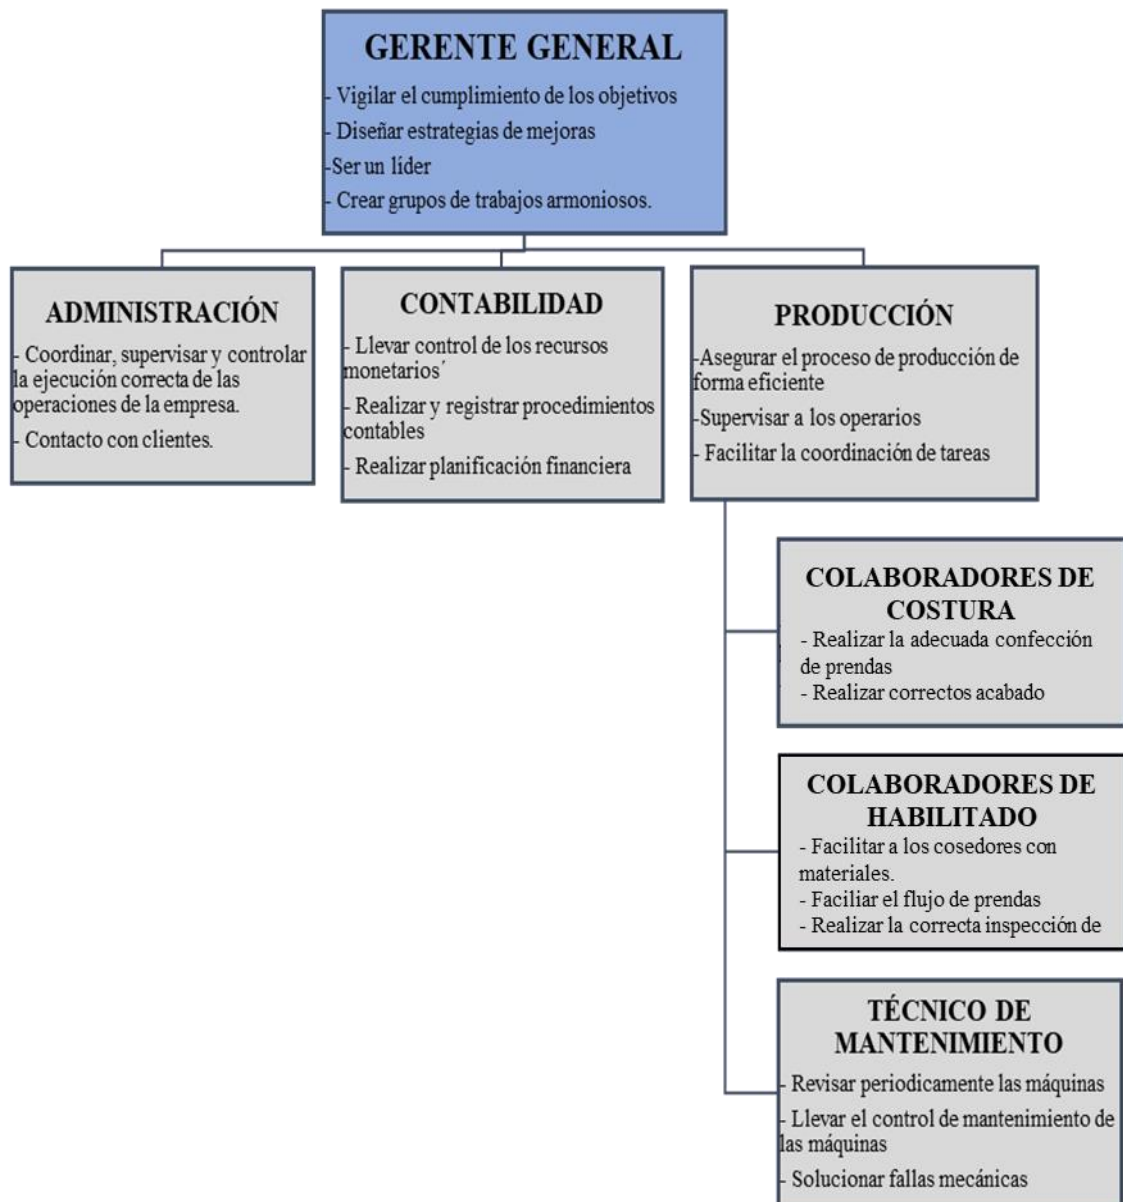 GERENTE GENERAL
- Vigilar el cumplimiento de los objetivos
- Diseñar estrategias de mejoras
-Ser un líder
- Crear grupos de trabajos armoniosos.
ADMINISTRACIÓN
- Coordinar, supervisar y controlar
la ejecución correcta de las
operaciones de la empresa.
- Contacto con clientes.
CONTABILIDAD
- Llevar control de los recursos
monetarios´
- Realizar y registrar procedimientos
contables
- Realizar planificación financiera
PRODUCCIÓN
-Asegurar el proceso de producción de
forma eficiente
-Supervisar a los operarios
- Facilitar la coordinación de tareas
COLABORADORES DE
COSTURA
- Realizar la adecuada confección
de prendas
- Realizar correctos acabado
COLABORADORES DE
HABILITADO
- Facilitar a los cosedores con
materiales.
- Faciliar el flujo de prendas
- Realizar la correcta inspección de
TÉCNICO DE
MANTENIMIENTO
- Revisar periodicamente las máquinas
- Llevar el control de mantenimiento de
las máquinas
- Solucionar fallas mecánicas